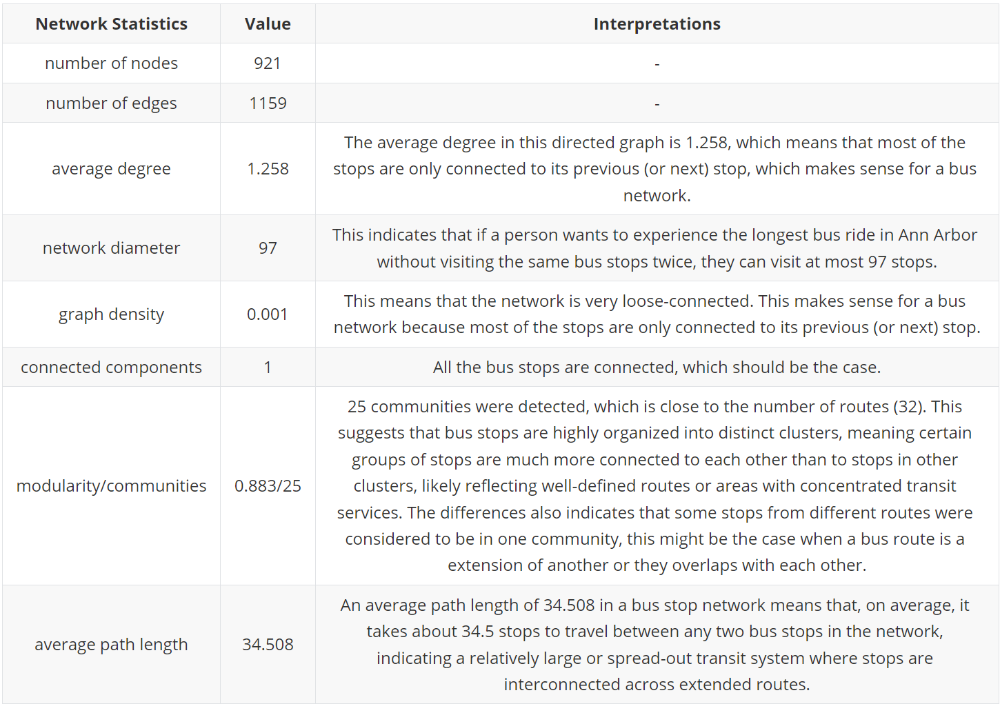 Network Statistics Value Interpretations
number of nodes 921 -
number of edges 1159 -
average degree 1.258 The average degree in this directed graph is 1.258, which means that most of the
stops are only connected to its previous (or next) stop, which makes sense for a bus
network.
network diameter 97 This indicates that if a person wants to experience the longest bus ride in Ann Arbor
without visiting the same bus stops twice, they can visit at most 97 stops.
graph density 0.001 This means that the network is very loose-connected. This makes sense for a bus
network because most of the stops are only connected to its previous (or next) stop.
connected components 1 All the bus stops are connected, which should be the case.
modularity/communities 0.883/25 25 communities were detected, which is close to the number of routes (32). This
suggests that bus stops are highly organized into distinct clusters, meaning certain
groups of stops are much more connected to each other than to stops in other
clusters, likely reflecting well-defined routes or areas with concentrated transit
services. The differences also indicates that some stops from different routes were
considered to be in one community, this might be the case when a bus route is a
extension of another or they overlaps with each other.
average path length 34.508 An average path length of 34.508 in a bus stop network means that, on average, it
takes about 34.5 stops to travel between any two bus stops in the network,
indicating a relatively large or spread-out transit system where stops are
interconnected across extended routes.